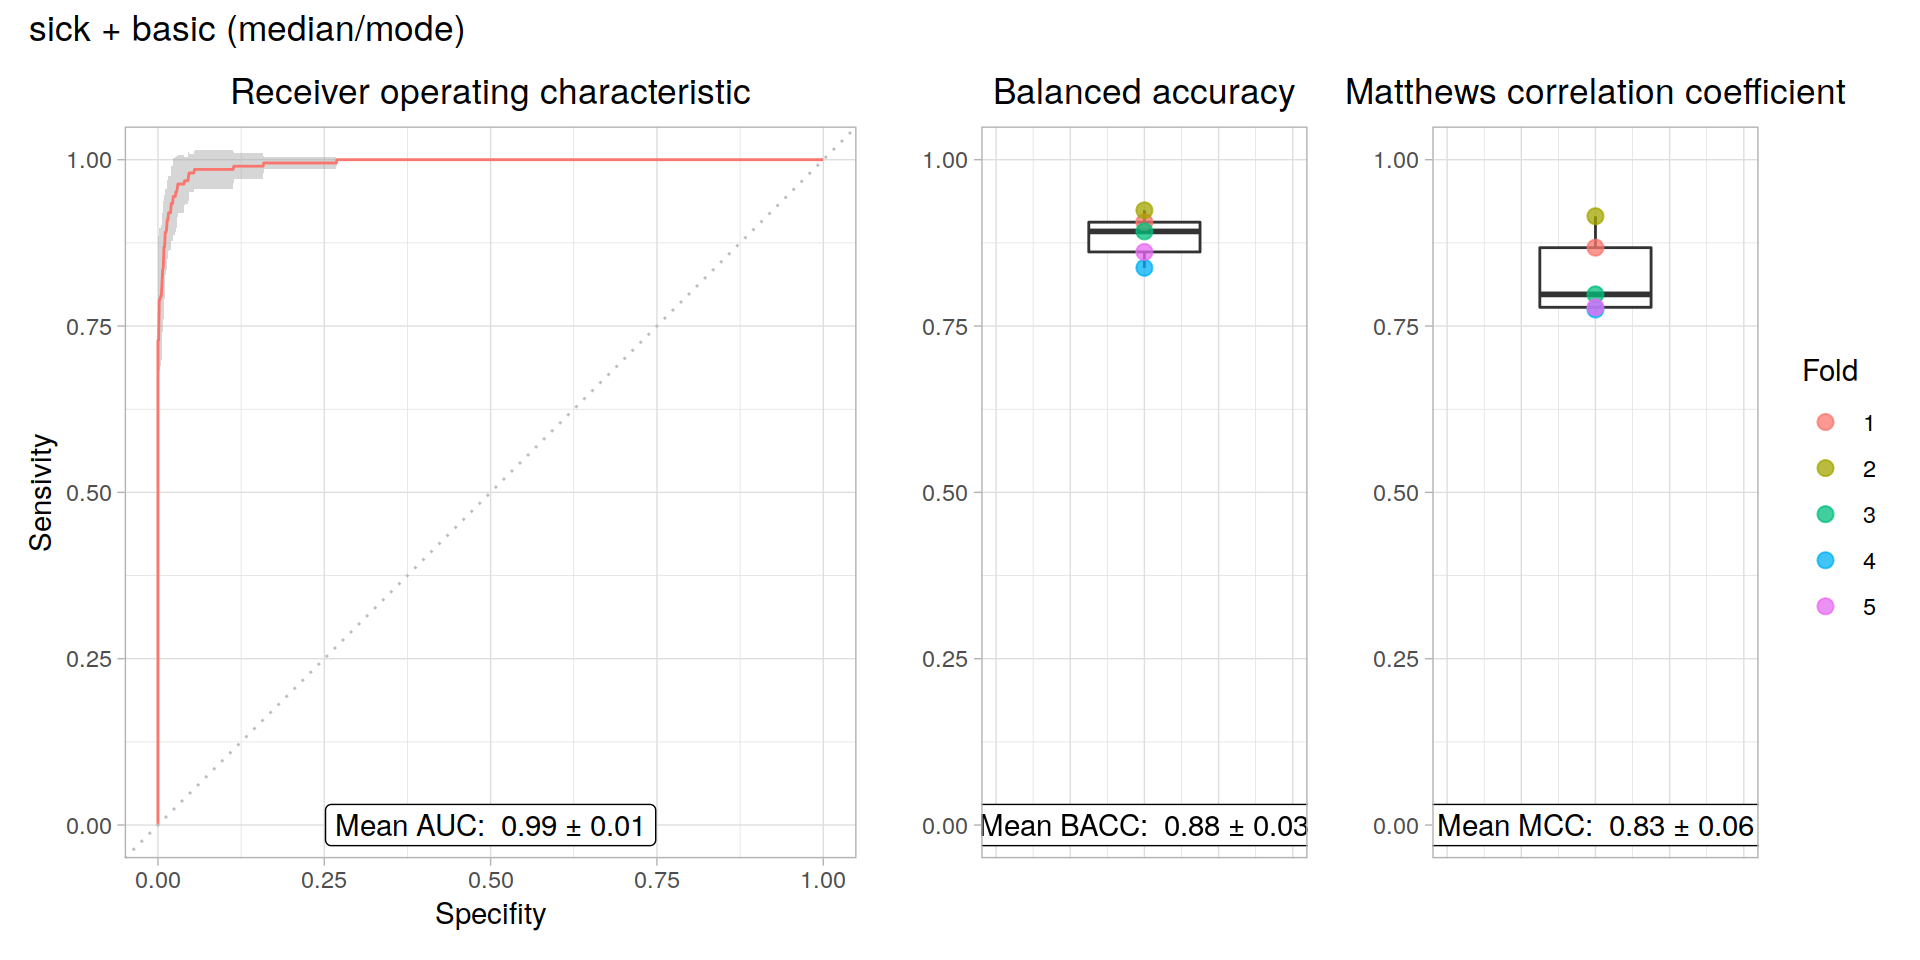 sick + basic (median/mode)
Receiver operating characteristic
1.00
0.75
0.50
0.25
0.00
Sensivity
Mean AUC:  0.99 ± 0.01
0.00
0.25
0.50
0.75
1.00
Specifity
Balanced accuracy
1.00
0.75
0.50
0.25
0.00
Mean BACC:  0.88 ± 0.03
Matthews correlation coefficient
1.00
0.75
0.50
0.25
0.00
Mean MCC:  0.83 ± 0.06
Fold
1
2
3
4
5